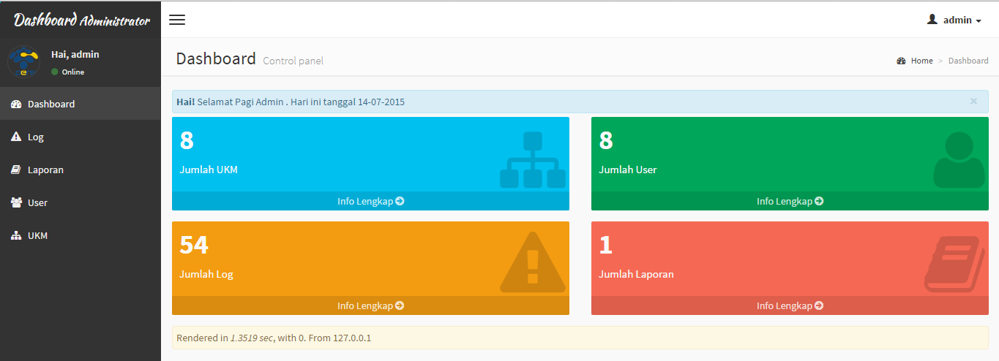 Dashboard Administrator
admin
Hai, admin
Online
Dashboard Control panel
Home > Dashboard
Dashboard
Log
Laporan
User
UKM
Hai! Selamat Pagi Admin . Hari ini tanggal 14-07-2015 ×
8
Jumlah UKM
Info Lengkap
8
Jumlah User
Info Lengkap
54
Jumlah Log
Info Lengkap
1
Jumlah Laporan
Info Lengkap
Rendered in 1.3519 sec, with 0. From 127.0.0.1